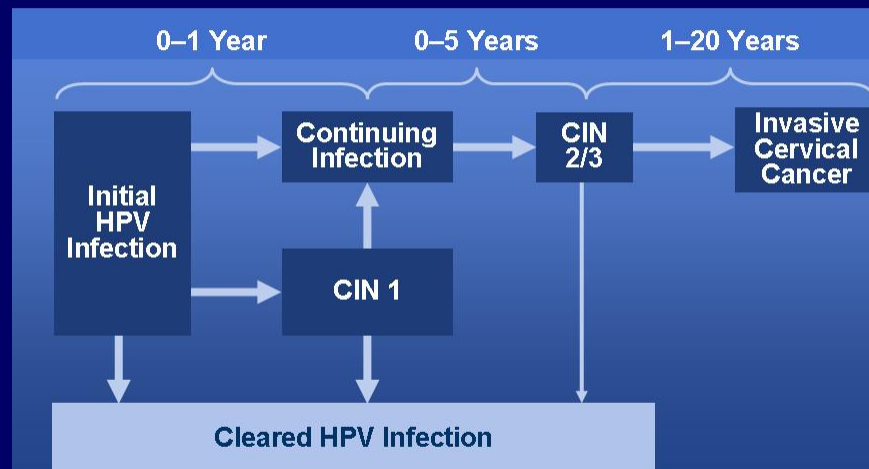 0–1 Year
0–5 Years
1–20 Years
Initial
HPV
Infection
Continuing
Infection
CIN
2/3
Invasive
Cervical
Cancer
CIN 1
Cleared HPV Infection